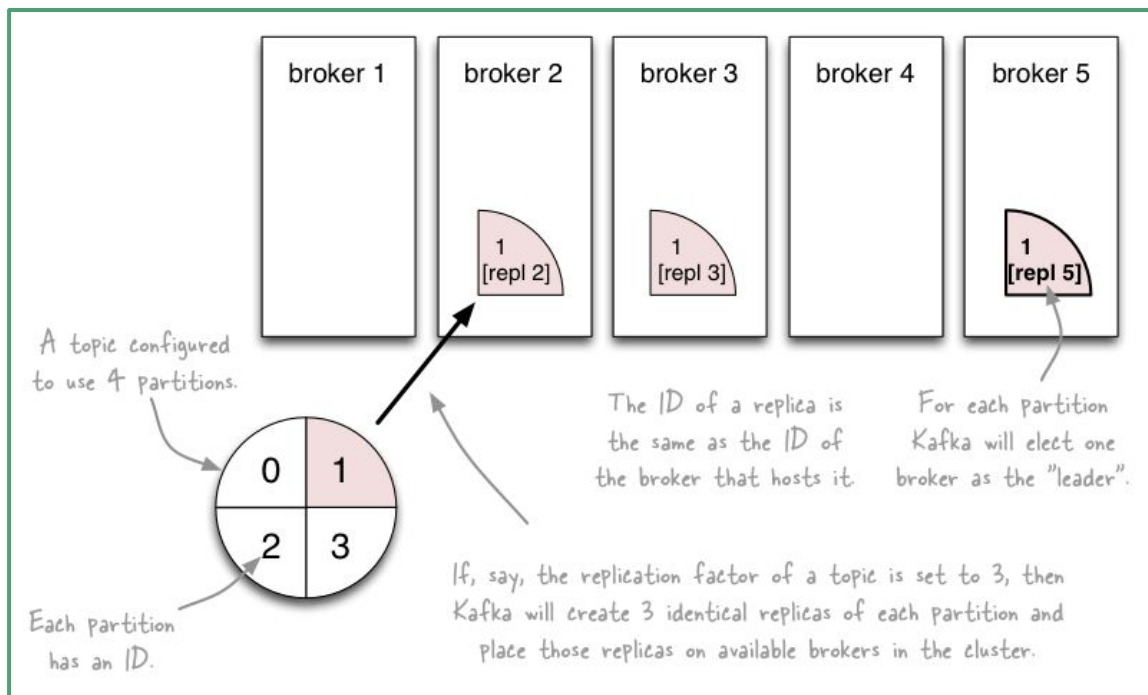 broker 1
broker 2
broker 3
broker 4
broker 5
1
[repl 2]
1
[repl 3]
1
[repl 5]
A topic configured
to use 4 partitions.
The ID of a replica is
the same as the ID of
the broker that hosts it.
For each partition
Kafka will elect one
broker as the "leader".
0
1
2
3
Each partition
has an ID.
If, say, the replication factor of a topic is set to 3, then
Kafka will create 3 identical replicas of each partition and
place those replicas on available brokers in the cluster.